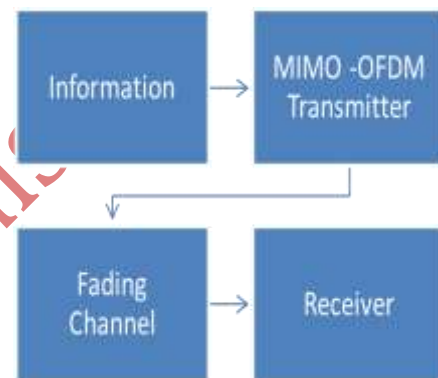 Information
MIMO -OFDM
Transmitter
Fading
Channel
Receiver